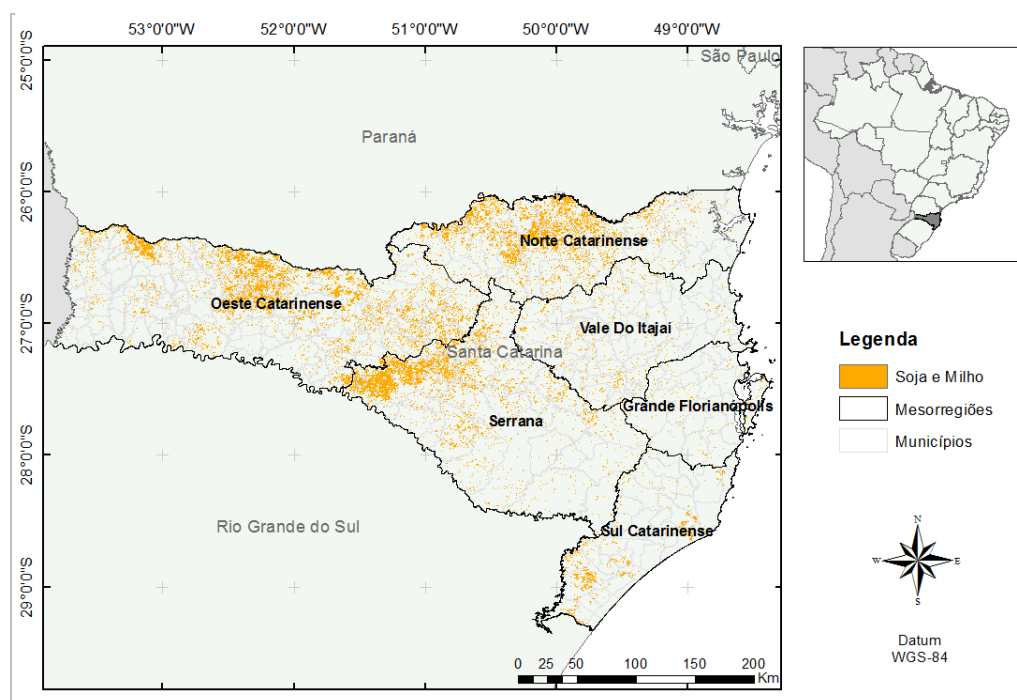 53°0'0"W 52°0'0"W 51°0'0"W 50°0'0"W 49°0'0"W
25°0'0"S
26°0'0"S
27°0'0"S
28°0'0"S
29°0'0"S
São Paulo
Paraná
Norte Catarinense
Oeste Catarinense
Vale Do Itajaí
Santa Catarina
Grande Florianópolis
Serrana
Rio Grande do Sul
Sul Catarinense
0 25 50 100 150 200
Km
Legenda
Soja e Milho
Mesorregiões
Municípios
N
W E
S
Datum
WGS-84